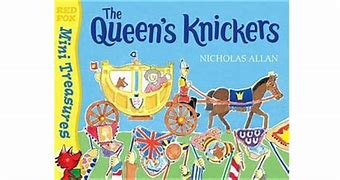 RED FOX
Mini Treasures
The
Queen's Knickers
NICHOLAS ALLAN